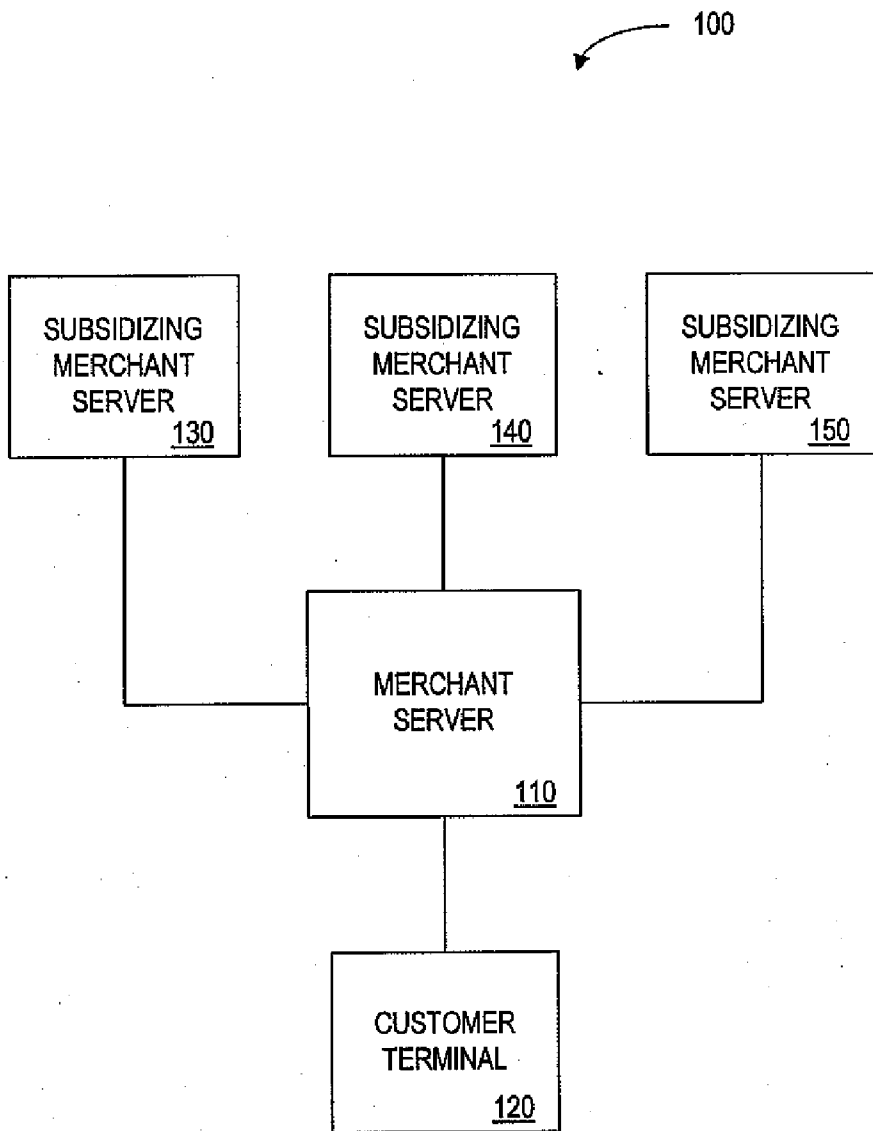 100
SUBSIDIZING
MERCHANT
SERVER
130
SUBSIDIZING
MERCHANT
SERVER
140
SUBSIDIZING
MERCHANT
SERVER
150
MERCHANT
SERVER
110
CUSTOMER
TERMINAL
120